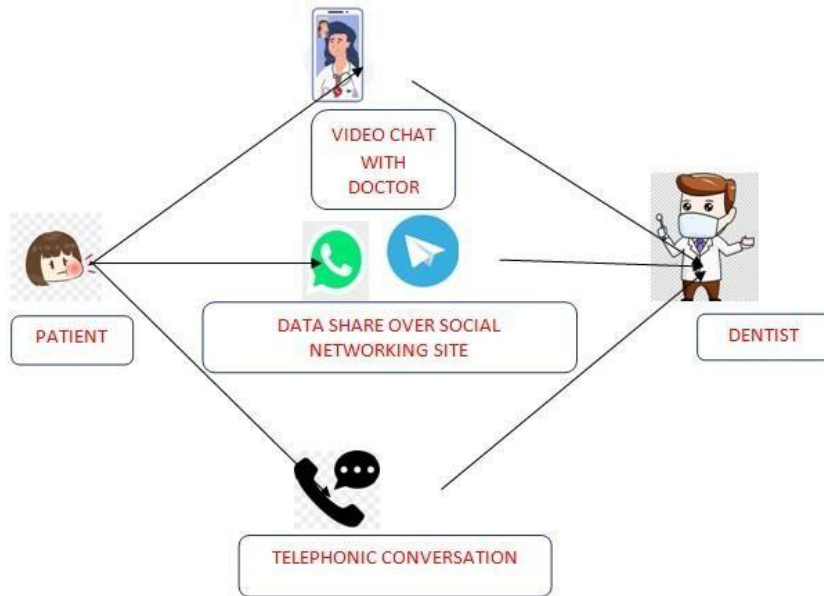 VIDEO CHAT
WITH
DOCTOR
PATIENT
DATA SHARE OVER SOCIAL
NETWORKING SITE
DENTIST
TELEPHONIC CONVERSATION